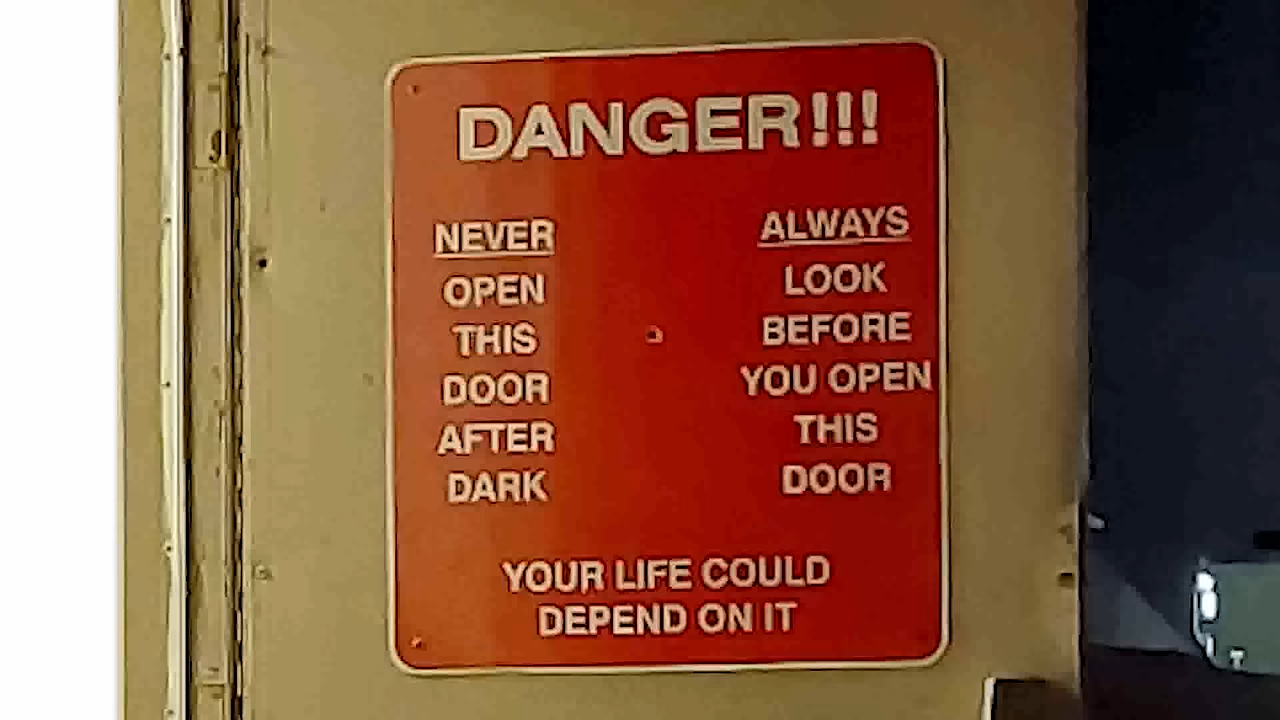 DANGER!!!
NEVER
OPEN
THIS
DOOR
AFTER
DARK
ALWAYS
LOOK
BEFORE
YOU OPEN
THIS
DOOR
YOUR LIFE COULD
DEPEND ON IT